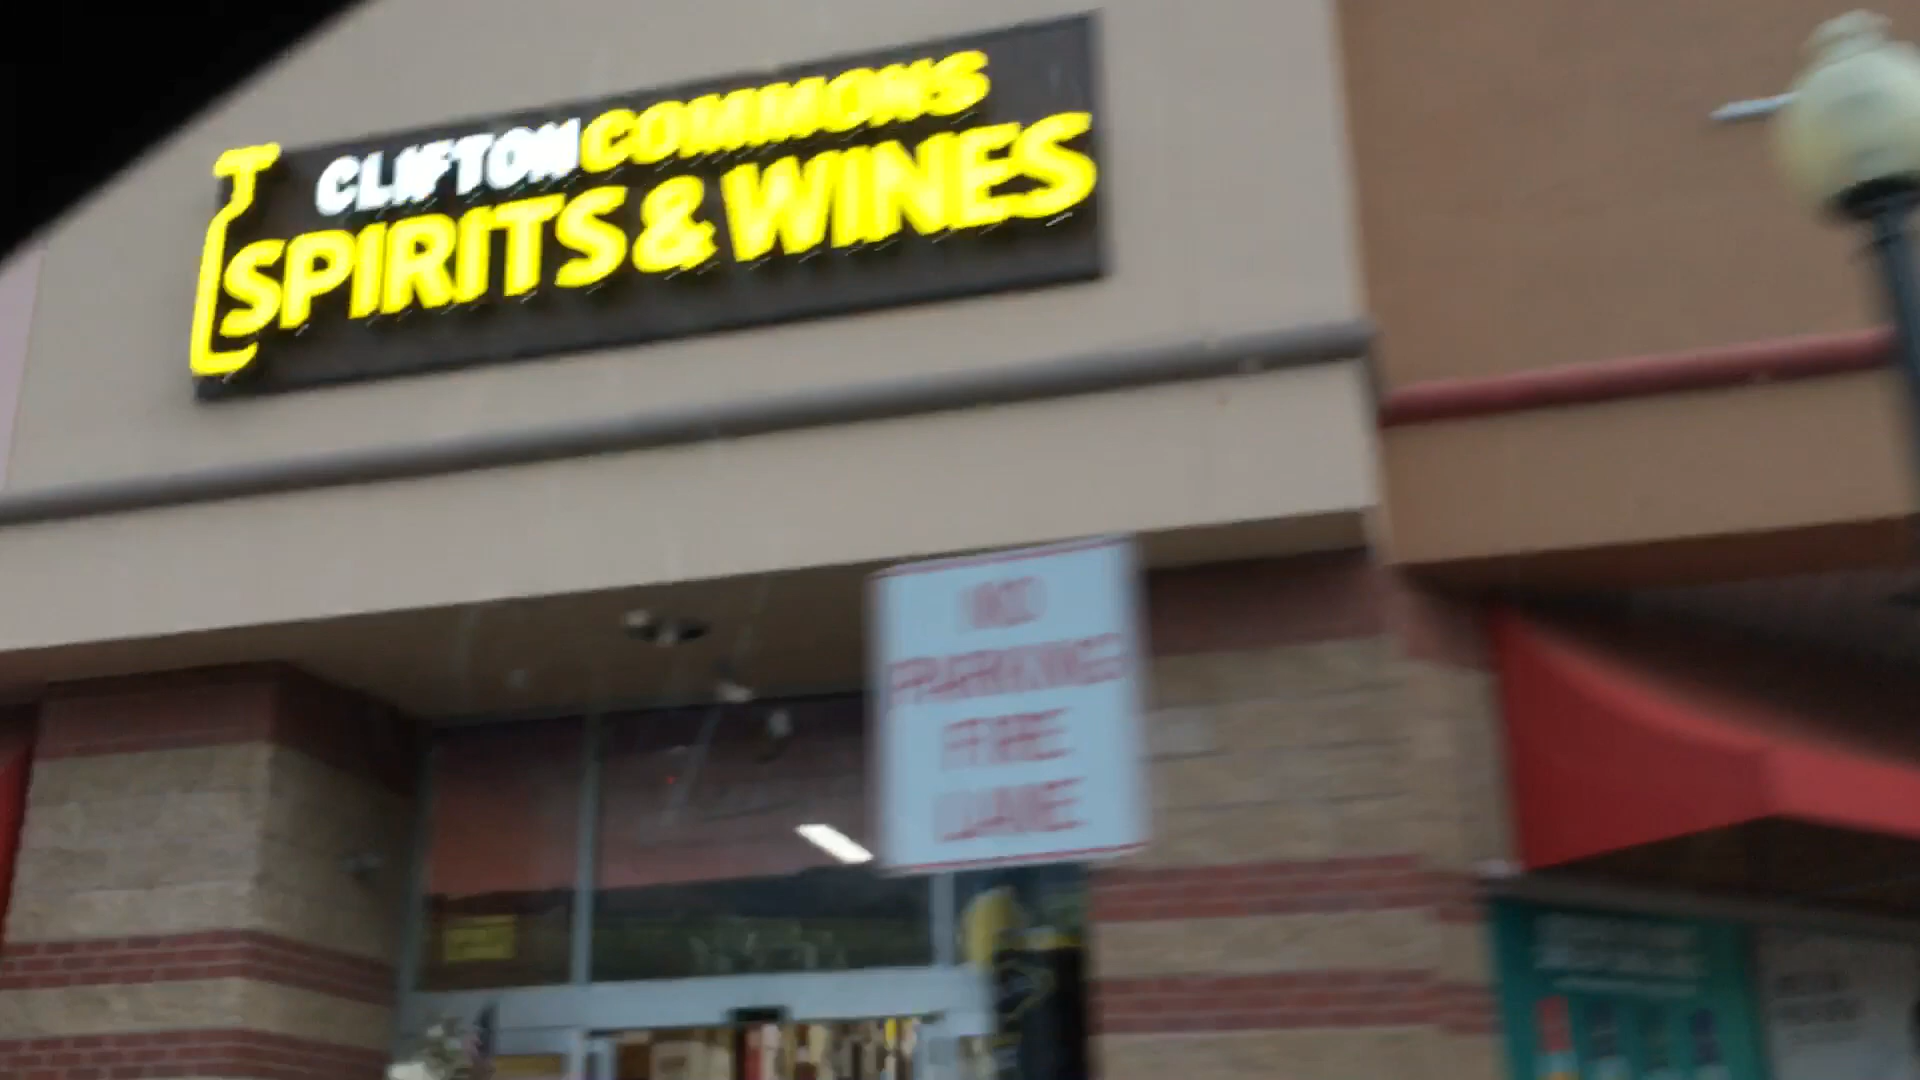 CLIFTON COMMONS
SPIRITS & WINES
NO
PARKING
FIRE
LANE